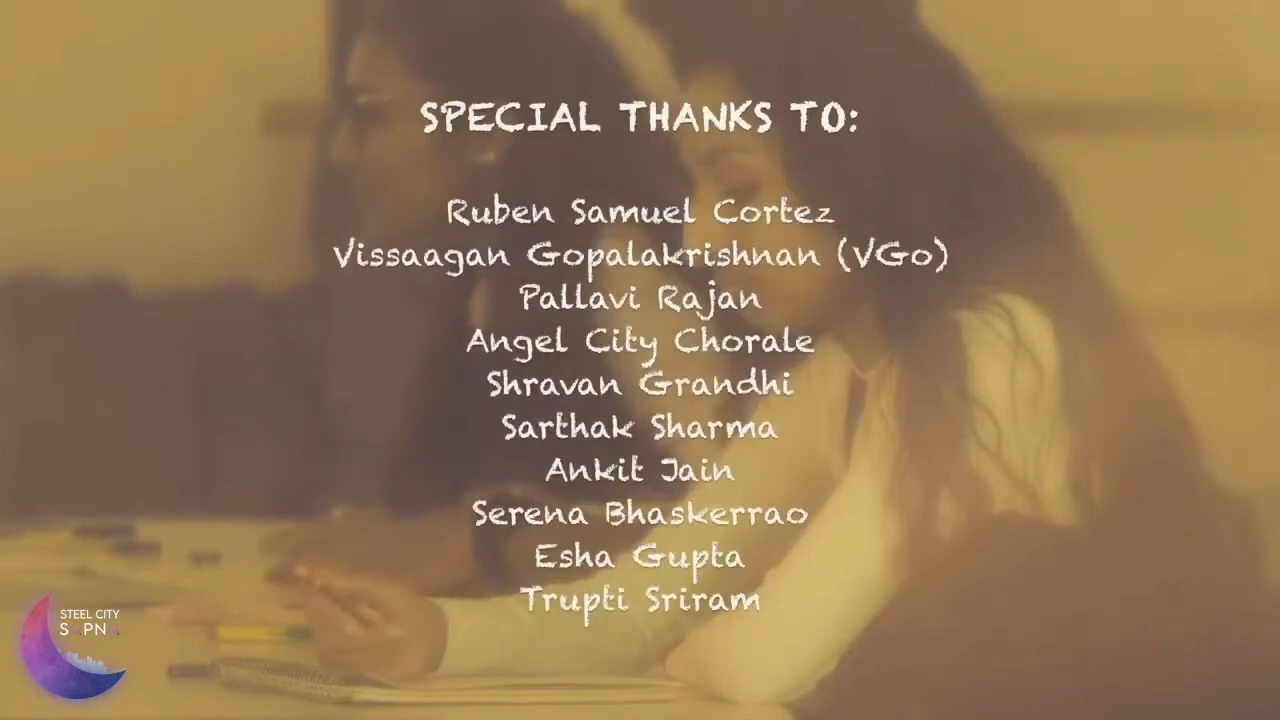 SPECIAL THANKS TO:
Ruben Samuel Cortez
Vissaagan Gopalakrishnan (VGo)
Pallavi Rajan
Angel City Chorale
Shravan Grandhi
Sarthak Sharma
Ankit Jain
Serena Bhaskerrao
Esha Gupta
Trupti Sriram
STEEL CITY
SAPNA